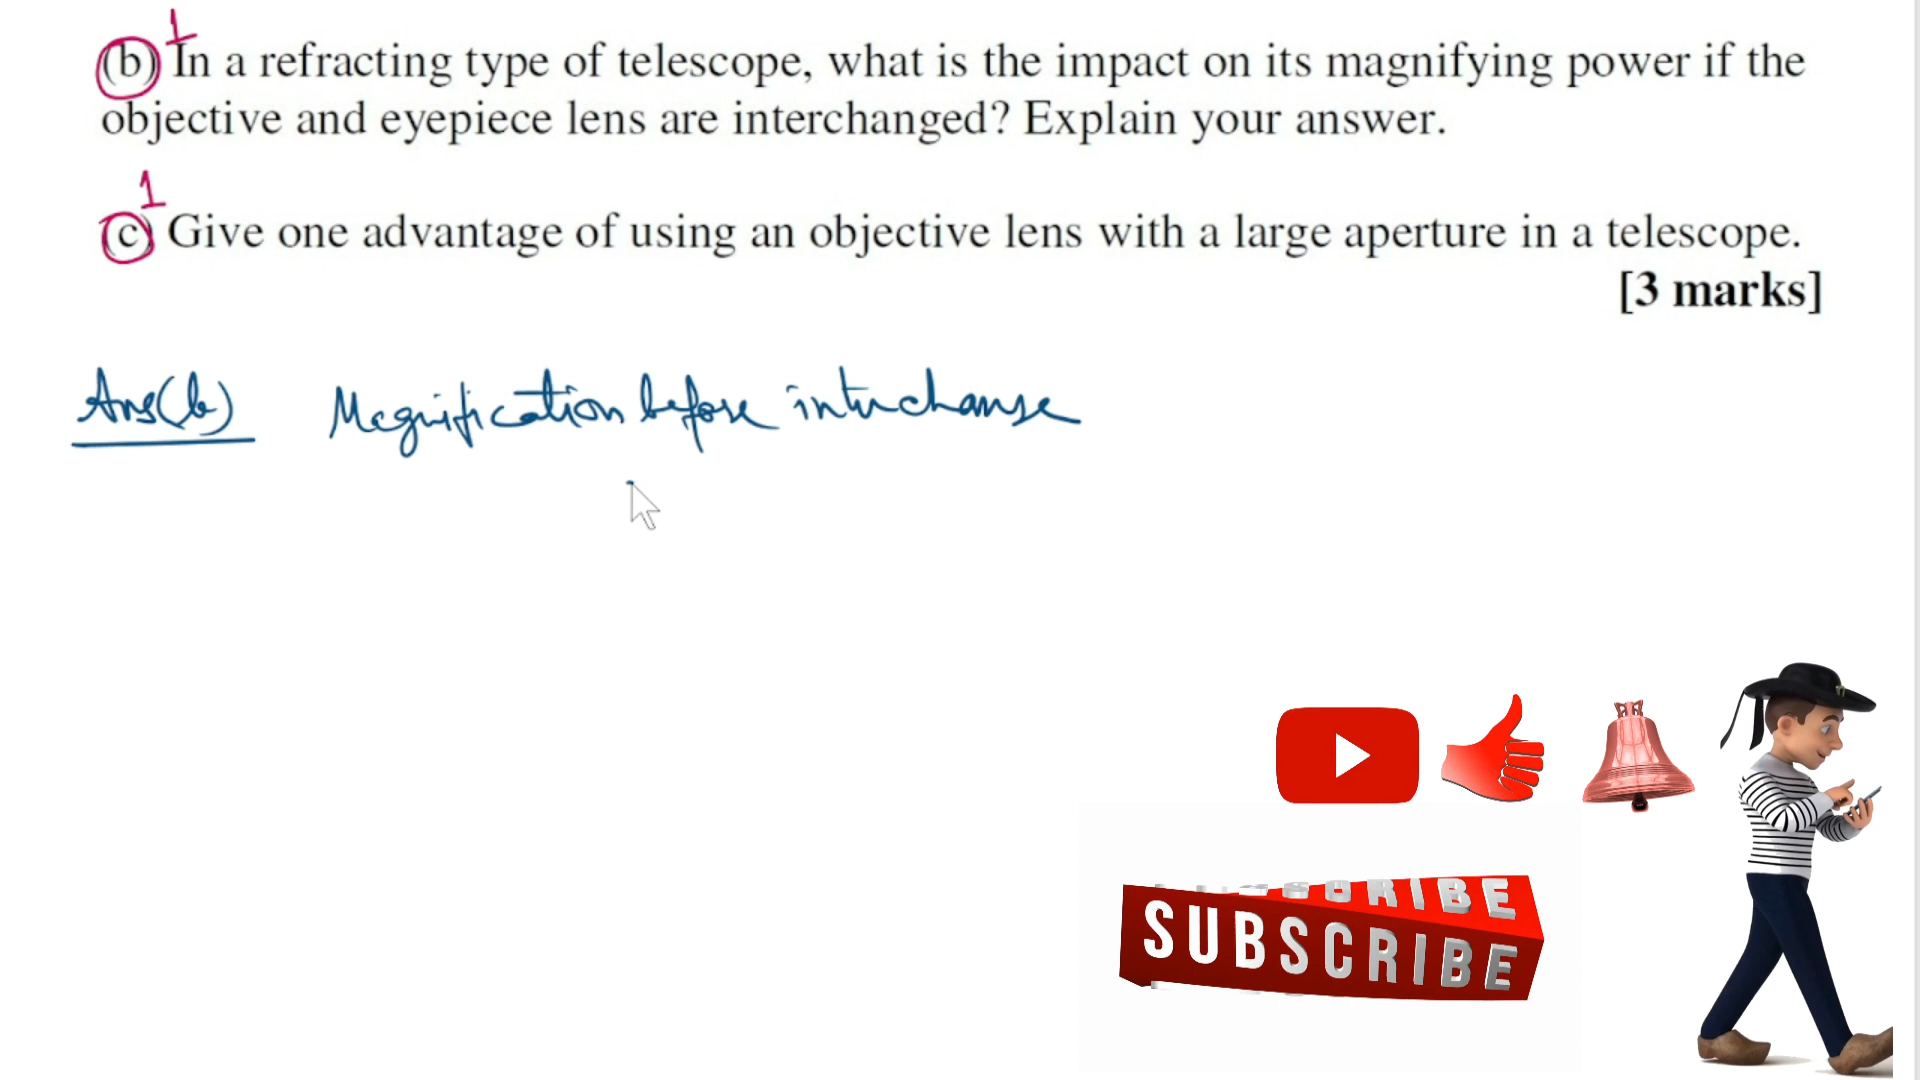 1
(b) In a refracting type of telescope, what is the impact on its magnifying power if the
objective and eyepiece lens are interchanged? Explain your answer.
1
(c) Give one advantage of using an objective lens with a large aperture in a telescope.
[3 marks]
Ans(b) Magnification before interchange
SUBSCRIBE